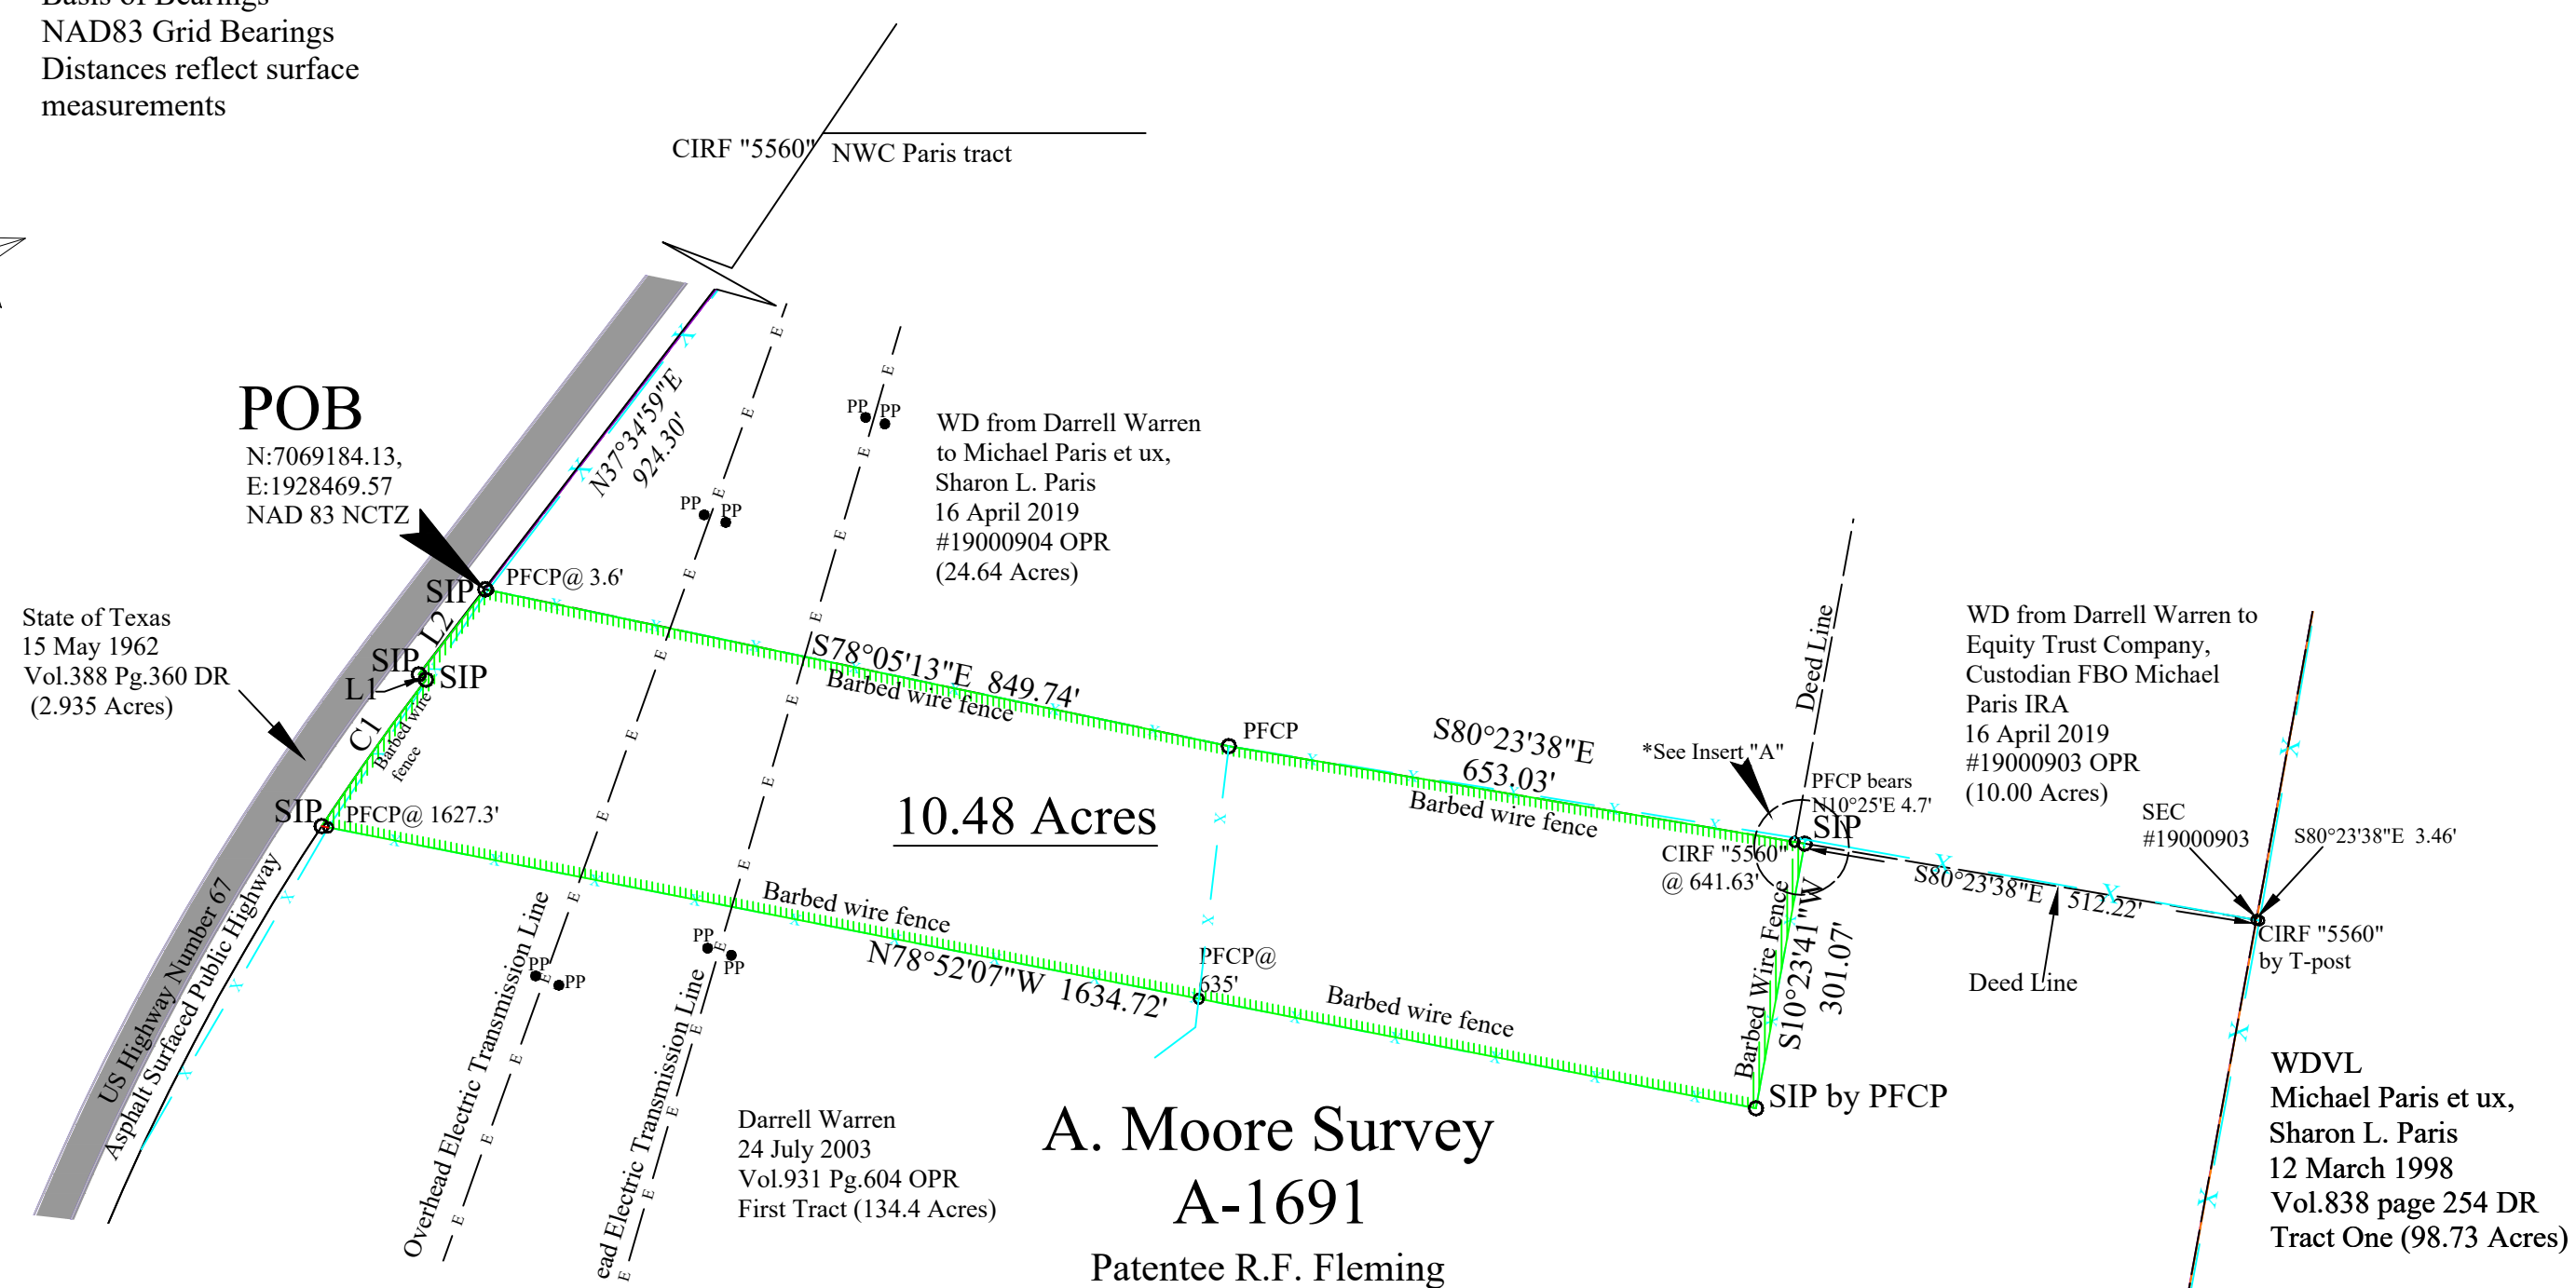 Basis of Bearings
NAD83 Grid Bearings
Distances reflect surface
measurements
CIRF "5560"
NWC Paris tract
POB
N:7069184.13,
E:1928469.57
NAD 83 NCTZ
N37°34'59"E
924.30'
PP
PP
PP
PP
WD from Darrell Warren
to Michael Paris et ux,
Sharon L. Paris
16 April 2019
#19000904 OPR
(24.64 Acres)
State of Texas
15 May 1962
Vol.388 Pg.360 DR
(2.935 Acres)
SIP
PFCP@ 3.6'
L2
SIP
SIP
L1
C1
Barbed wire
fence
SIP
PFCP@ 1627.3'
S78°05'13"E 849.74'
Barbed wire fence
PFCP
S80°23'38"E
653.03'
Barbed wire fence
*See Insert "A"
Deed Line
PFCP bears
N10°25'E 4.7'
SIP
CIRF "5560"
@ 641.63'
WD from Darrell Warren to
Equity Trust Company,
Custodian FBO Michael
Paris IRA
16 April 2019
#19000903 OPR
(10.00 Acres)
SEC
#19000903
S80°23'38"E 3.46'
S80°23'38"E 512.22'
Deed Line
CIRF "5560"
by T-post
10.48 Acres
Barbed wire fence
N78°52'07"W 1634.72'
PFCP@
635'
Barbed wire fence
Barbed Wire Fence
S10°23'41"W
301.07'
SIP by PFCP
US Highway Number 67
Asphalt Surfaced Public Highway
Overhead Electric Transmission Line
PP
PP
ead Electric Transmission Line
PP
PP
E E E E E E E E E E E E E
E E E E E E E E E E E E E
X X X X X X X X
Darrell Warren
24 July 2003
Vol.931 Pg.604 OPR
First Tract (134.4 Acres)
A. Moore Survey
A-1691
Patentee R.F. Fleming
WDVL
Michael Paris et ux,
Sharon L. Paris
12 March 1998
Vol.838 page 254 DR
Tract One (98.73 Acres)